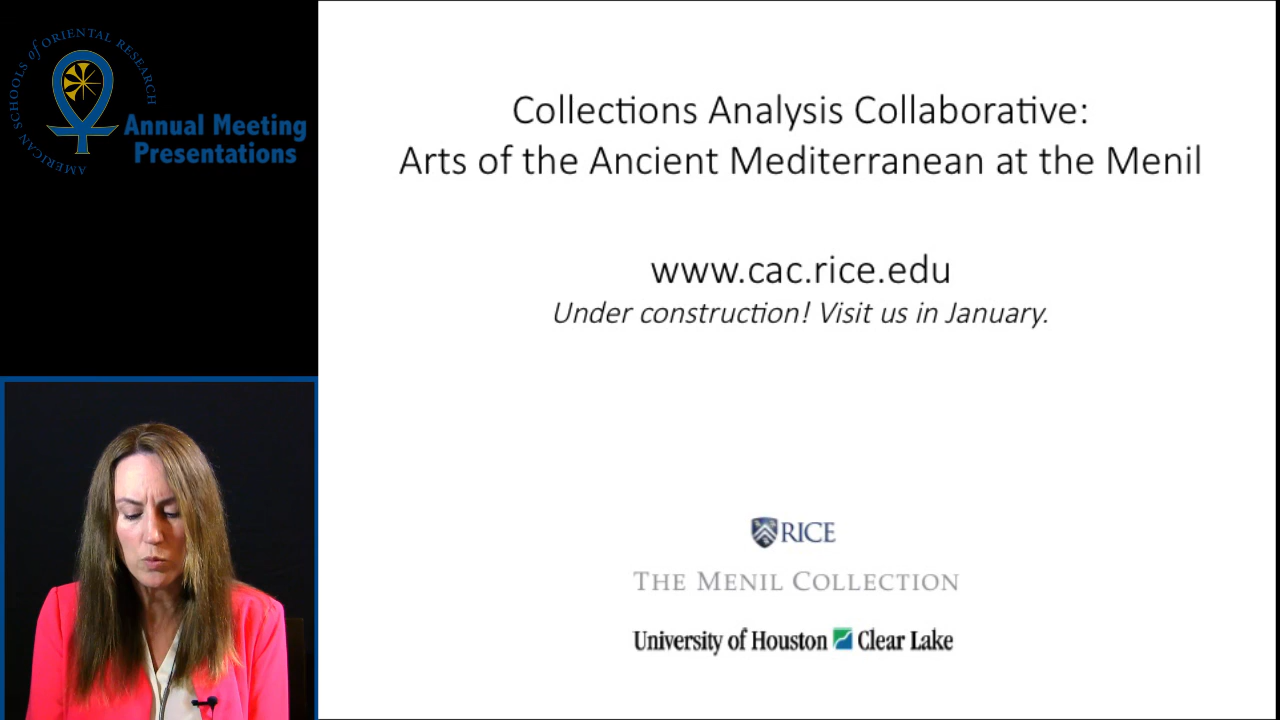 AMERICAN SCHOOLS of ORIENTAL RESEARCH
Annual Meeting
Presentations
Collections Analysis Collaborative:
Arts of the Ancient Mediterranean at the Menil
www.cac.rice.edu
Under construction! Visit us in January.
RICE
THE MENIL COLLECTION
University of Houston Clear Lake